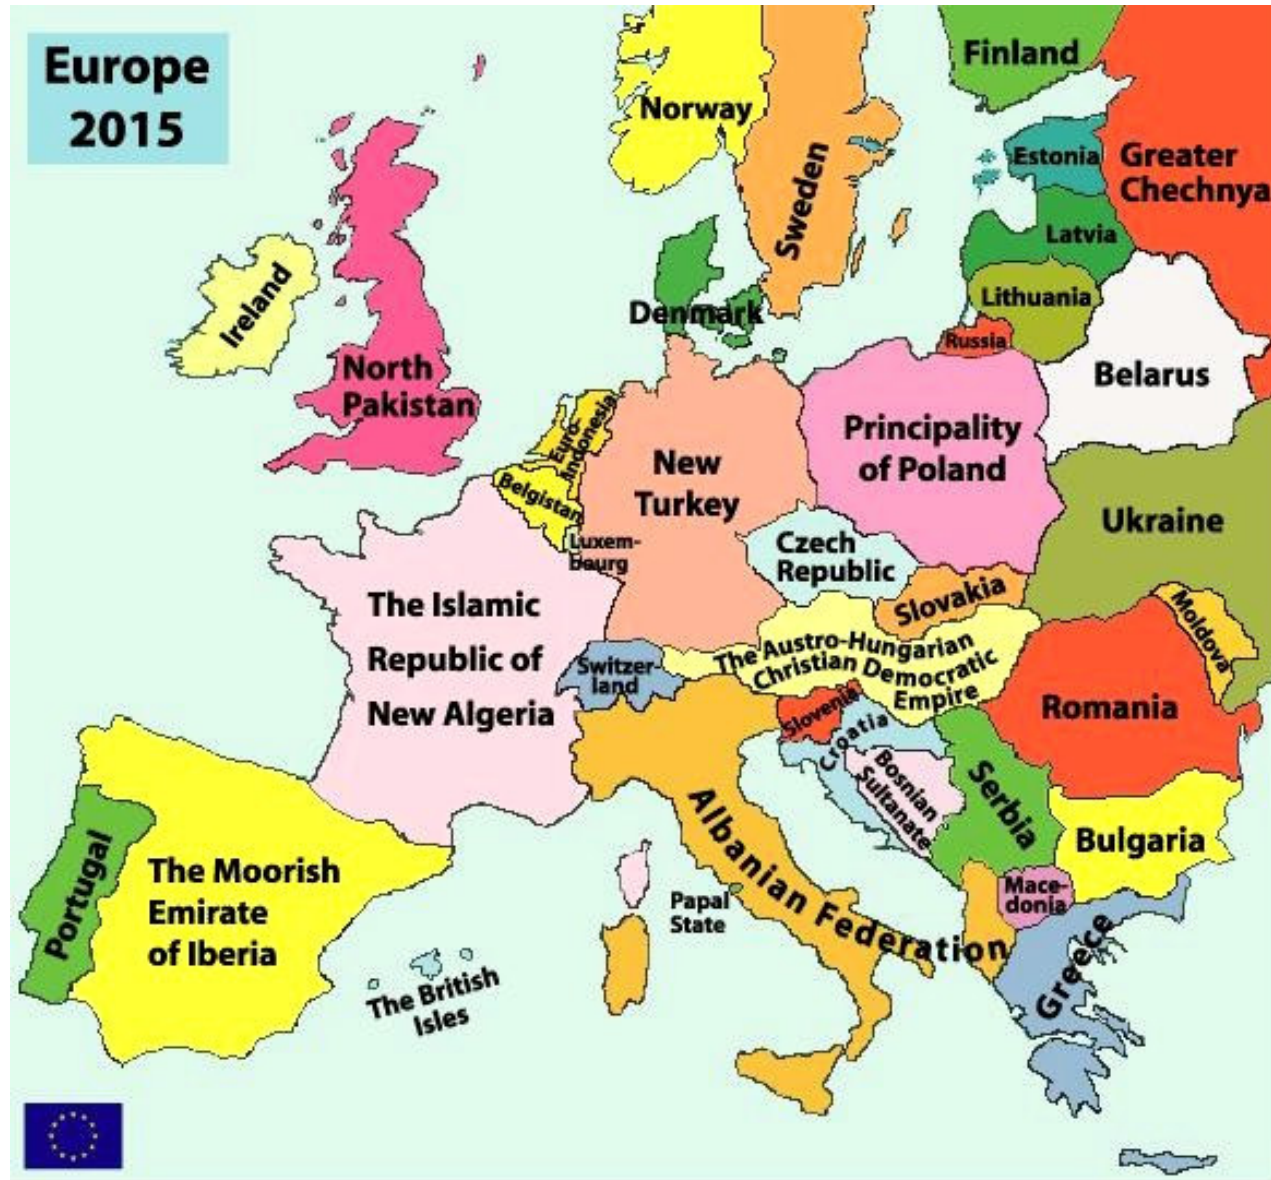 Europe
2015
Norway
Sweden
Finland
Estonia
Greater
Chechnya
Latvia
Lithuania
Russia
Belarus
Denmark
Ireland
North
Pakistan
Euro-
Indonesia
Belgistan
Luxem-
bourg
New
Turkey
Principality
of Poland
Ukraine
Czech
Republic
Slovakia
Moldova
The Islamic
Republic of
New Algeria
Switzer-
land
The Austro-Hungarian
Christian Democratic
Empire
Slovenia
Croatia
Bosnian
Sultanate
Serbia
Romania
Bulgaria
Mace-
donia
Greece
Albanian Federation
Papal
State
Portugal
The Moorish
Emirate
of Iberia
The British
Isles